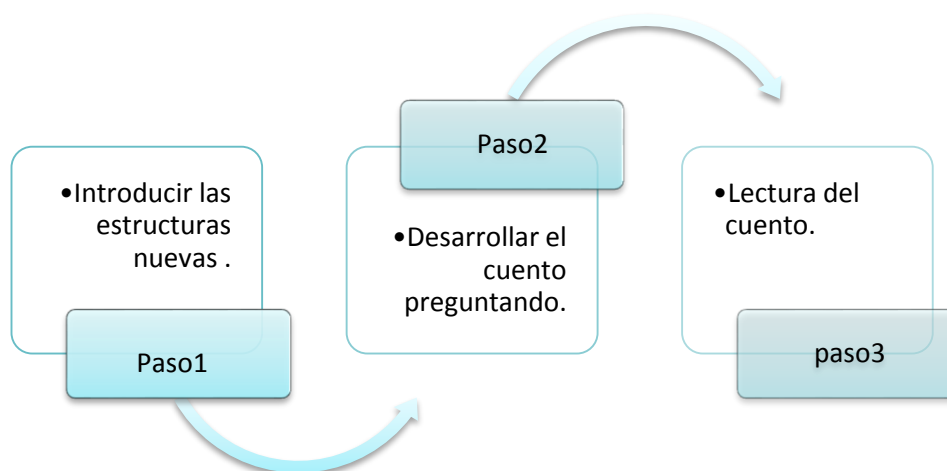 •Introducir las
estructuras
nuevas .
Paso1
Paso2
•Desarrollar el
cuento
preguntando.
•Lectura del
cuento.
paso3